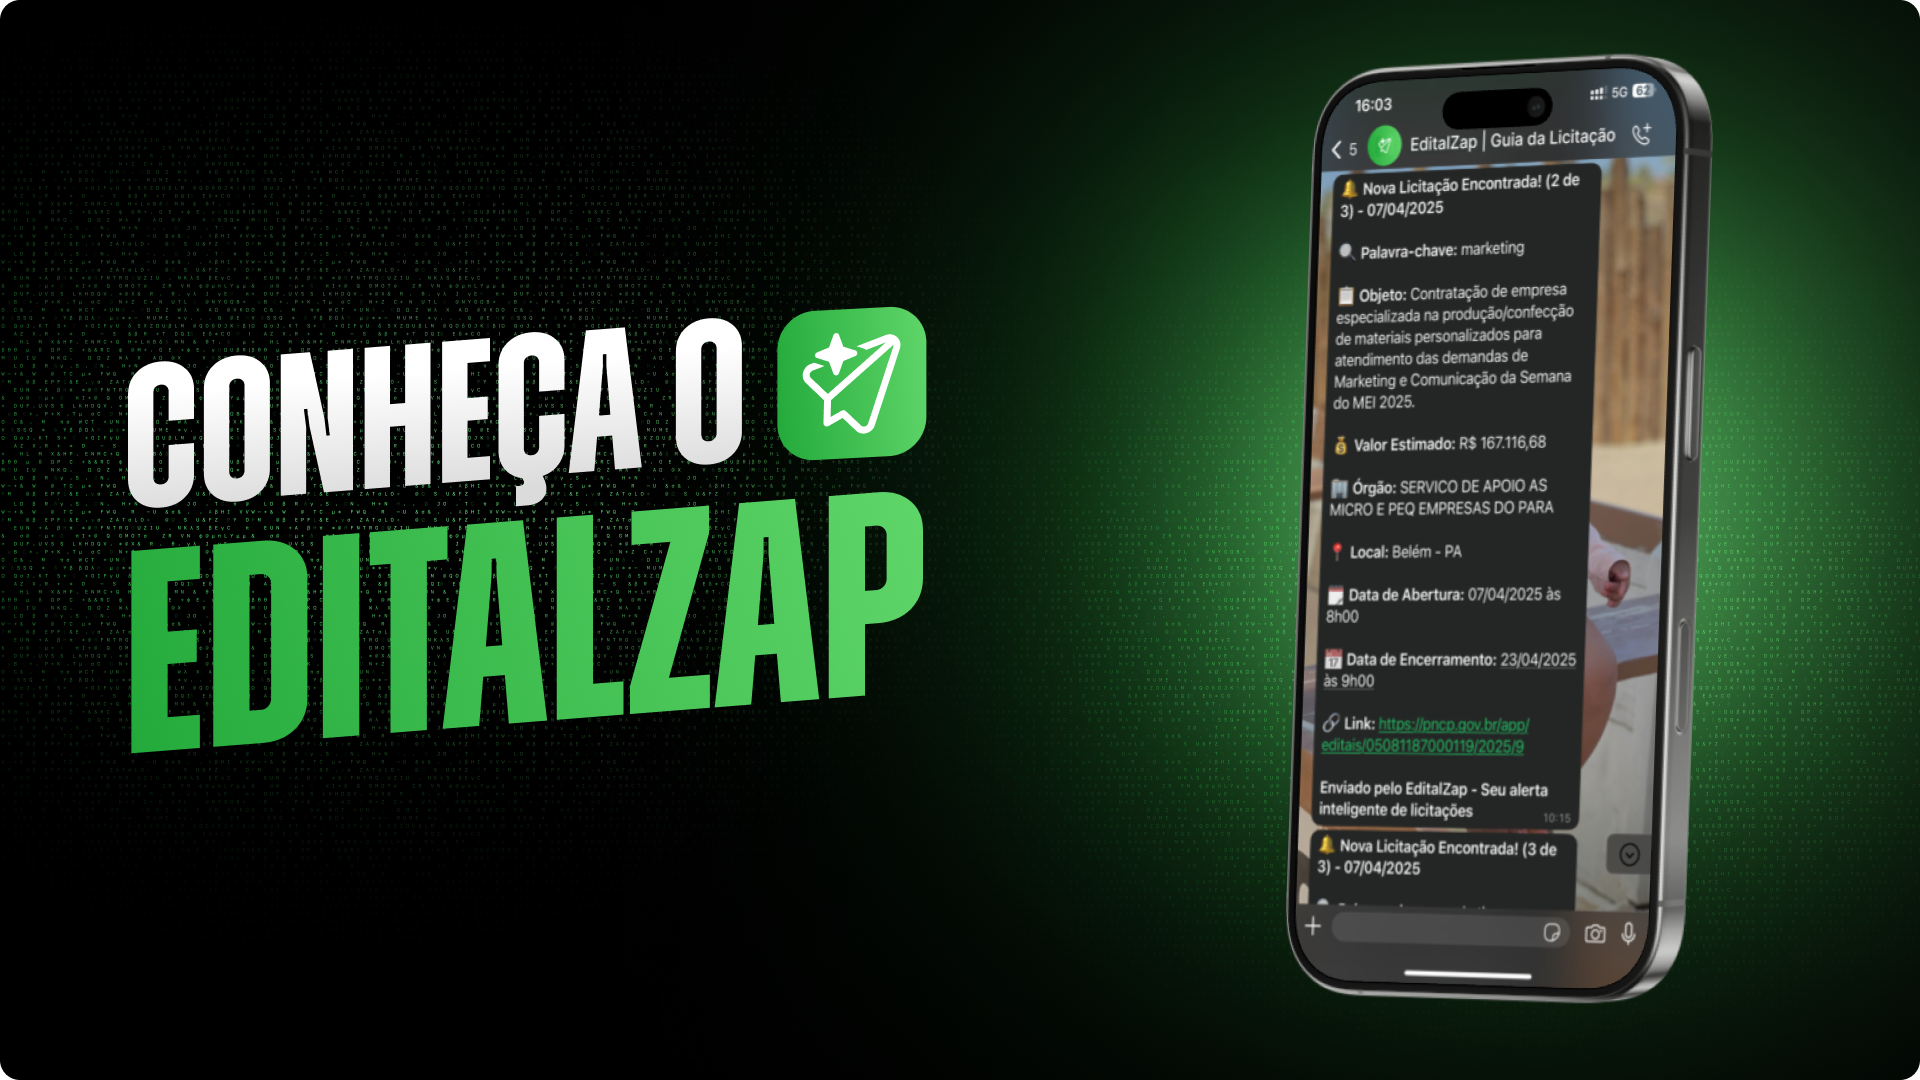 CONHEÇA O
EDITALZAP
16:03
5G 62
5
EditalZap | Guia da Licitação
🔔 Nova Licitação Encontrada! (2 de
3) - 07/04/2025
🔍 Palavra-chave: marketing
📋 Objeto: Contratação de empresa
especializada na produção/confecção
de materiais personalizados para
atendimento das demandas de
Marketing e Comunicação da Semana
do MEI 2025.
💰 Valor Estimado: R$ 167.116,68
🏢 Órgão: SERVICO DE APOIO AS
MICRO E PEQ EMPRESAS DO PARA
📍 Local: Belém - PA
🗓️ Data de Abertura: 07/04/2025 às
8h00
📅 Data de Encerramento: 23/04/2025
às 9h00
🔗 Link: https://pncp.gov.br/app/
editais/05081187000119/2025/9
Enviado pelo EditalZap - Seu alerta
inteligente de licitações
10:15
🔔 Nova Licitação Encontrada! (3 de
3) - 07/04/2025